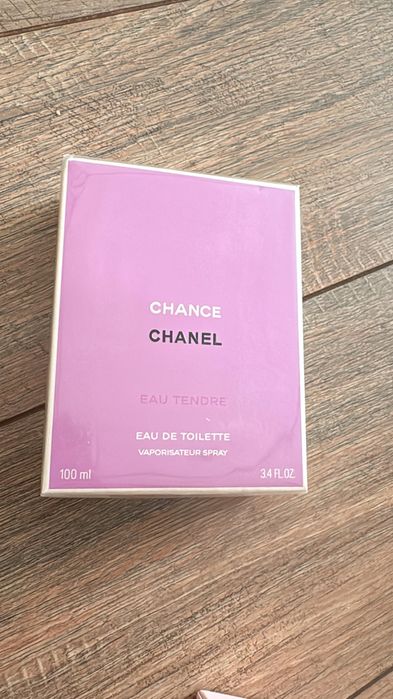 CHANCE
CHANEL
EAU TENDRE
EAU DE TOILETTE
VAPORISATEUR SPRAY
100 ml 3.4 FL.OZ.